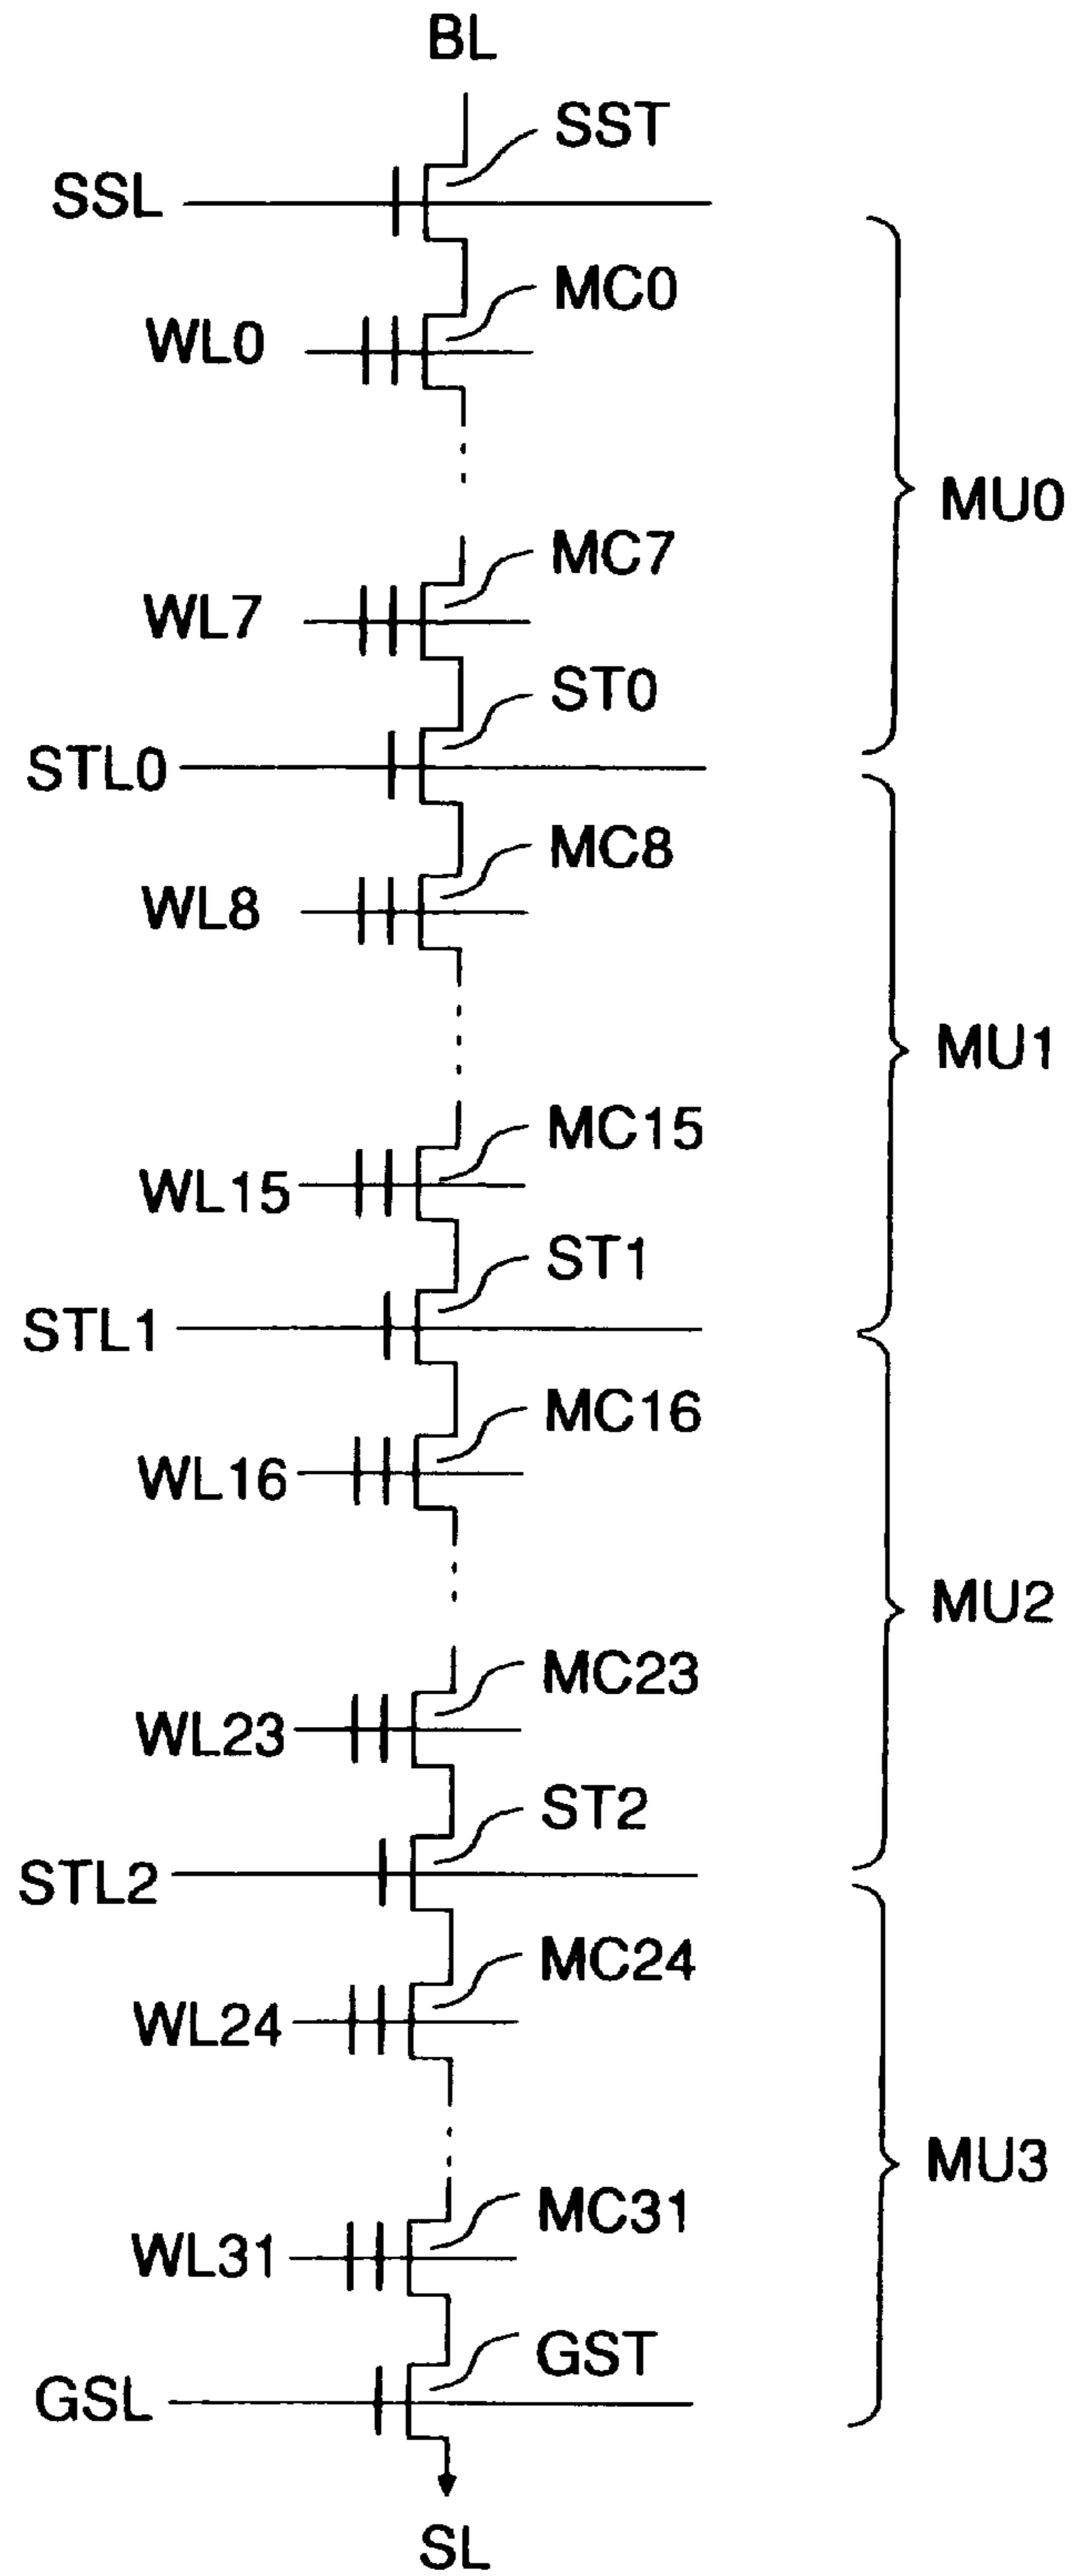 BL
SST
SSL
MC0
WL0
MU0
MC7
WL7
ST0
STL0
MC8
WL8
MU1
MC15
WL15
ST1
STL1
MC16
WL16
MU2
MC23
WL23
ST2
STL2
MC24
WL24
MU3
MC31
WL31
GST
GSL
SL